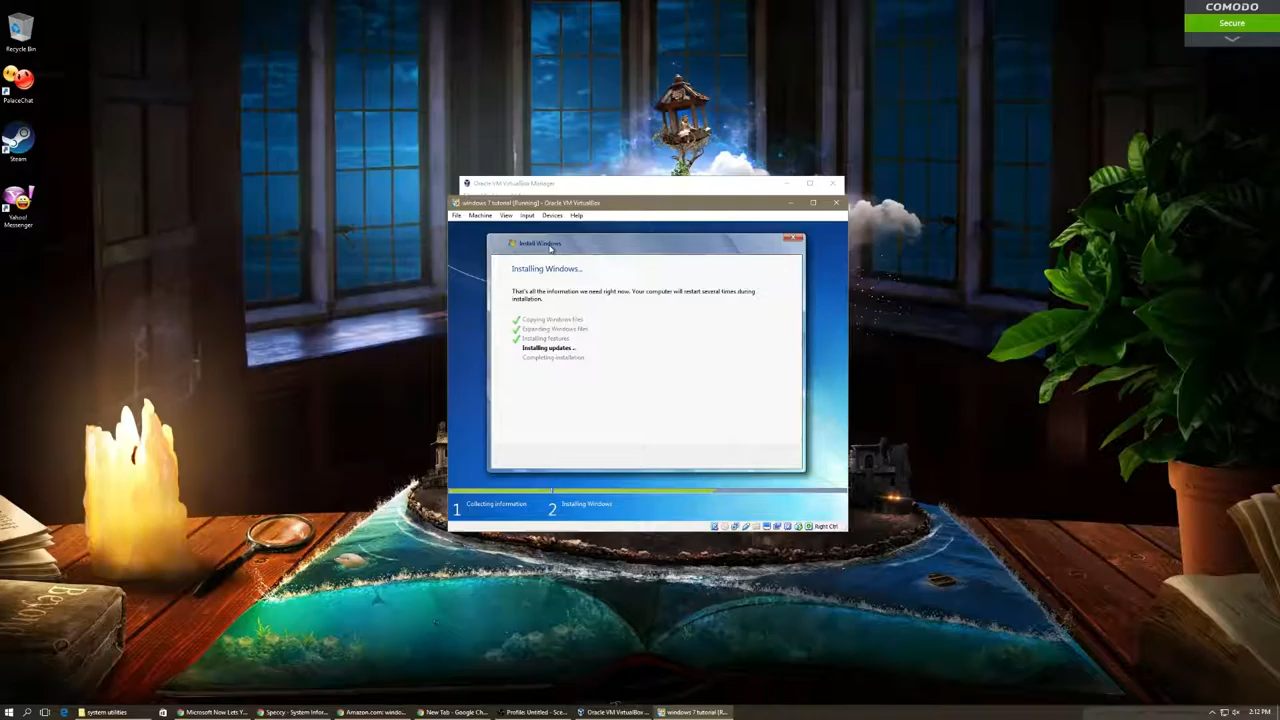 Recycle Bin
PalaceChat
Steam
Yahoo!
Messenger
COMODO
Secure
Oracle VM VirtualBox Manager
windows 7 tutorial [Running] - Oracle VM VirtualBox
File Machine View Input Devices Help
Install Windows
Installing Windows...
That's all the information we need right now. Your computer will restart several times during
installation.
Copying Windows files
Expanding Windows files
Installing features
Installing updates ..
Completing installation
1 Collecting information 2 Installing Windows
Right Ctrl
system utilities
Microsoft Now Lets Y...
Speccy - System Infor...
Amazon.com: windo...
New Tab - Google Ch...
Profile: Untitled - Sce...
Oracle VM VirtualBox ...
windows 7 tutorial [R...
2:12 PM